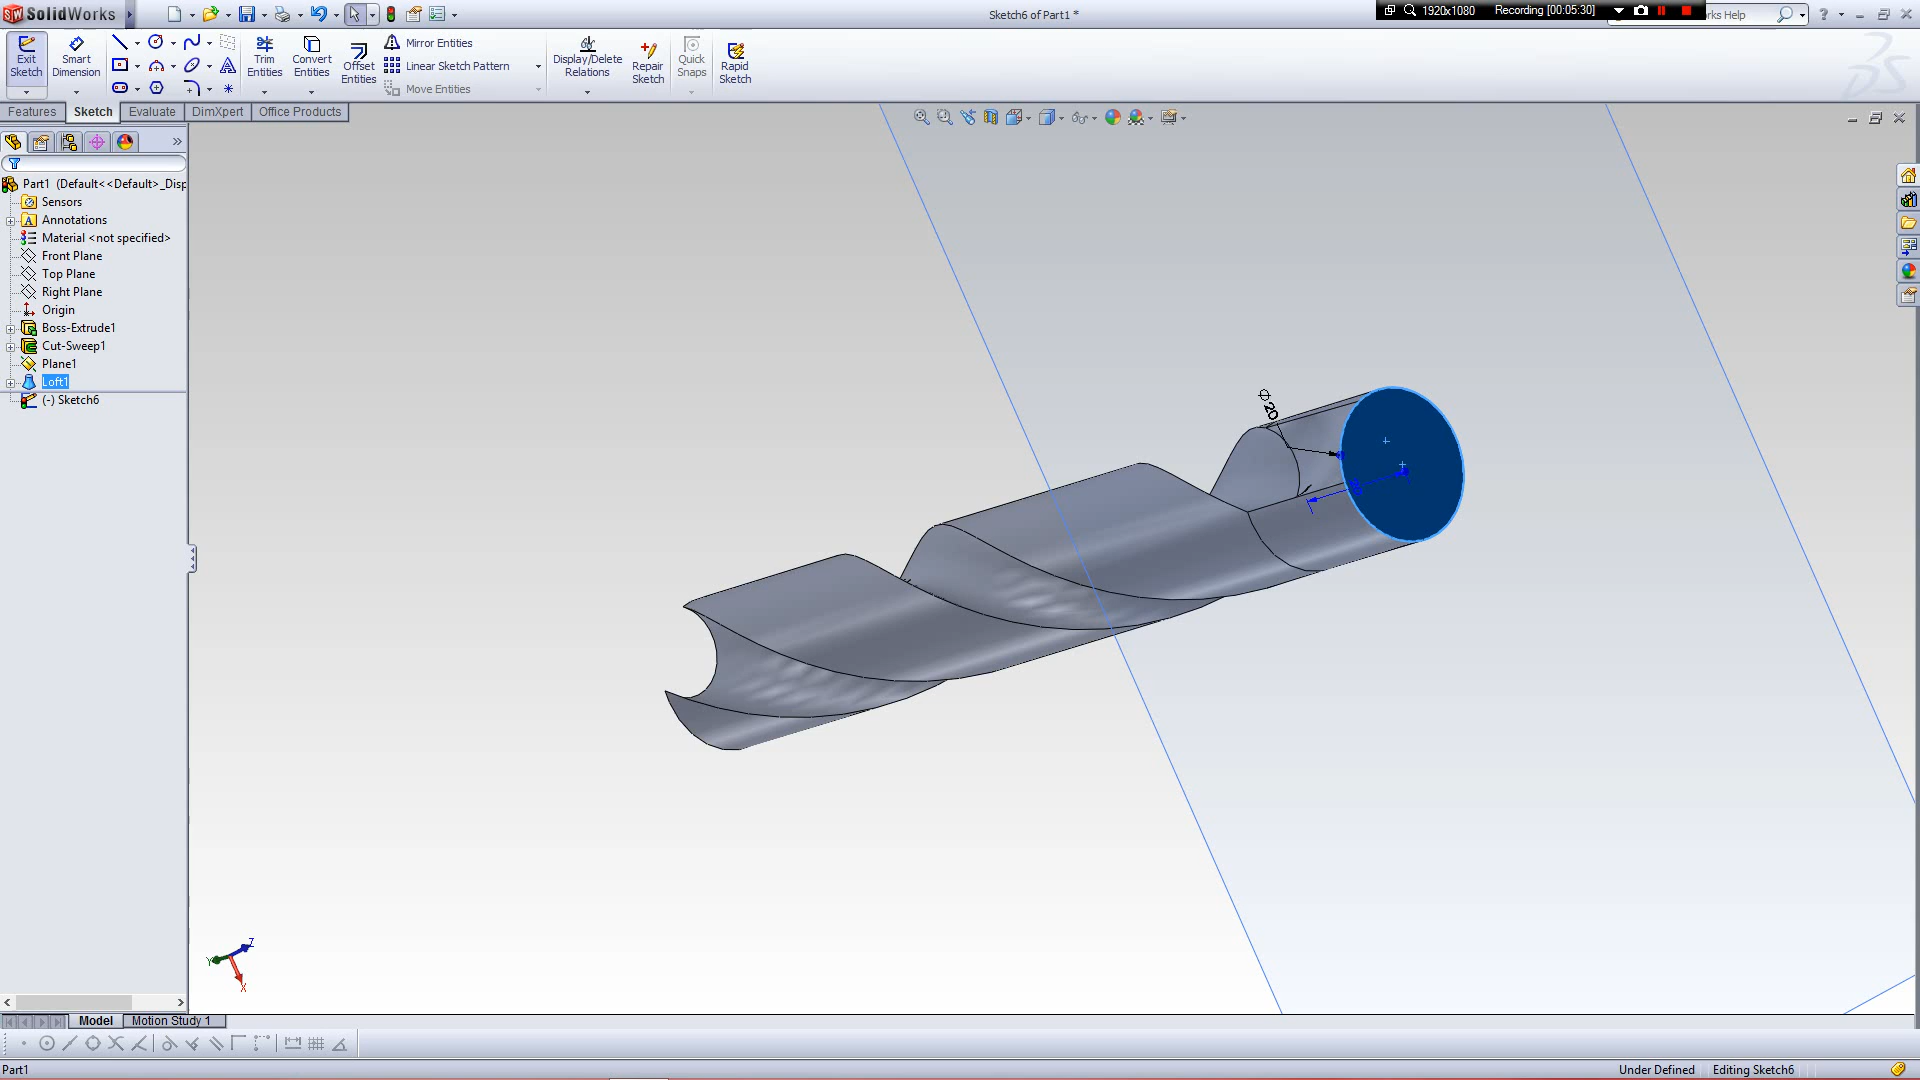 SolidWorks
Sketch6 of Part1 *
1920x1080
Recording [00:05:30]
rks Help
Exit Sketch
Smart Dimension
Trim Entities
Convert Entities
Offset Entities
Mirror Entities
Linear Sketch Pattern
Move Entities
Display/Delete Relations
Repair Sketch
Quick Snaps
Rapid Sketch
Features
Sketch
Evaluate
DimXpert
Office Products
Part1 (Default<<Default>_Disp
Sensors
Annotations
Material <not specified>
Front Plane
Top Plane
Right Plane
Origin
Boss-Extrude1
Cut-Sweep1
Plane1
Loft1
(-) Sketch6
Φ20
Z
Y
X
Model
Motion Study 1
Part1
Under Defined
Editing Sketch6